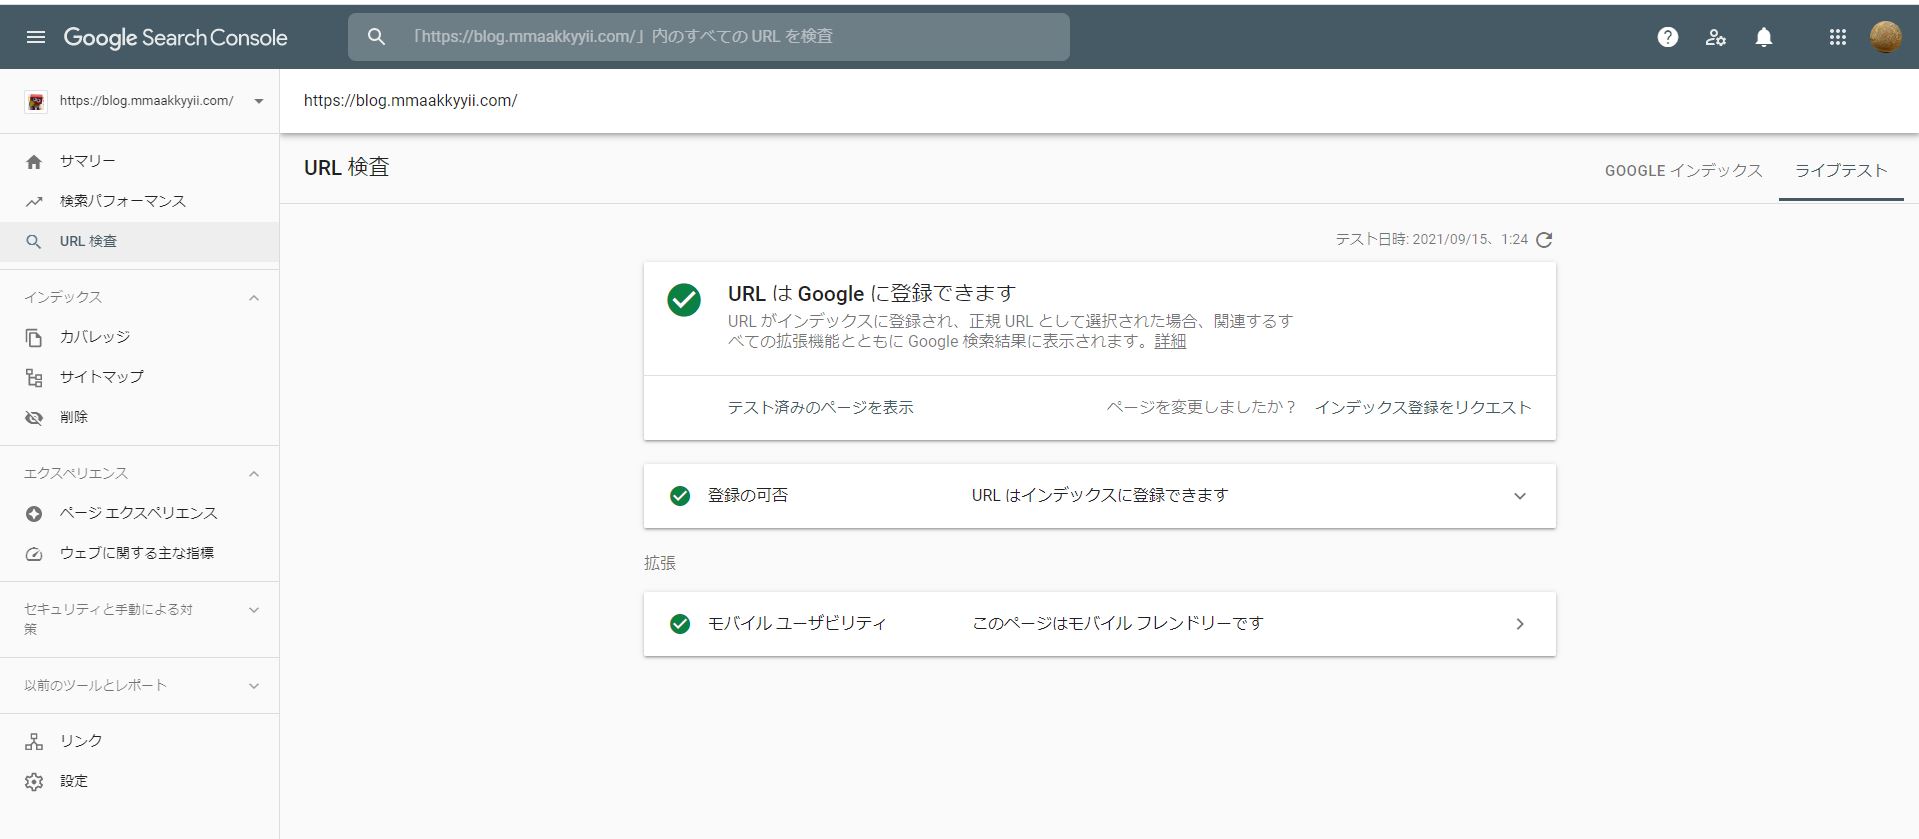 Google Search Console
「https://blog.mmaakkyyii.com/」内のすべての URL を検査
https://blog.mmaakkyyii.com/
https://blog.mmaakkyyii.com/
サマリー
検索パフォーマンス
URL 検査
インデックス
カバレッジ
サイトマップ
削除
エクスペリエンス
ページ エクスペリエンス
ウェブに関する主な指標
セキュリティと手動による対
策
以前のツールとレポート
リンク
設定
URL 検査
GOOGLE インデックス
ライブテスト
テスト日時: 2021/09/15、1:24
URL は Google に登録できます
URL がインデックスに登録され、正規 URL として選択された場合、関連するす
べての拡張機能とともに Google 検索結果に表示されます。詳細
テスト済みのページを表示
ページを変更しましたか？ インデックス登録をリクエスト
登録の可否
URL はインデックスに登録できます
拡張
モバイル ユーザビリティ
このページはモバイル フレンドリーです